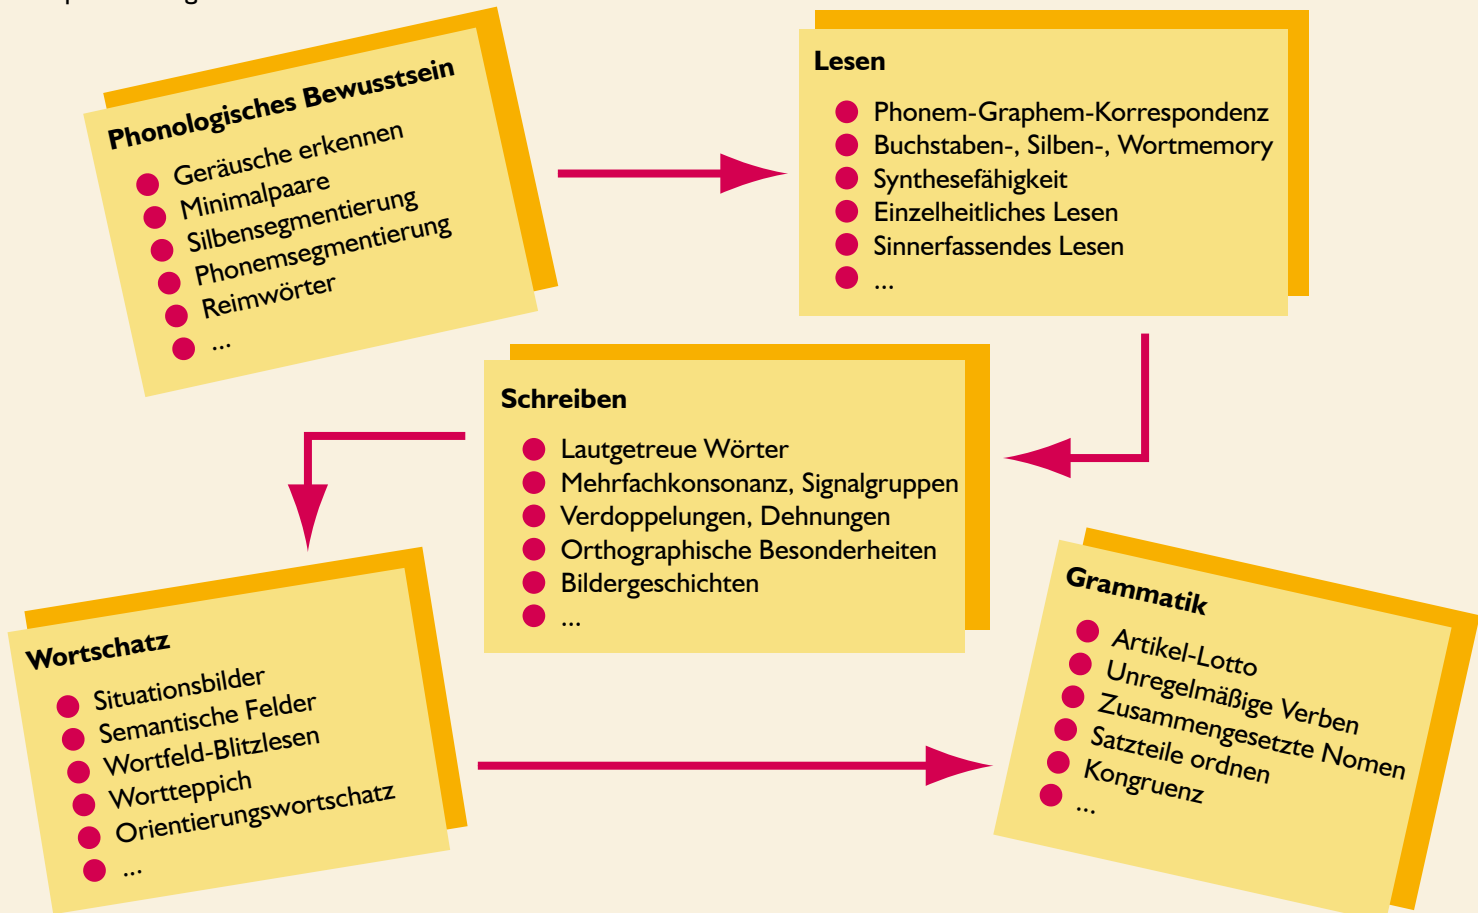 Phonologisches Bewusstsein
Geräusche erkennen
Minimalpaare
Silbensegmentierung
Phonemsegmentierung
Reimwörter
...
Lesen
Phonem-Graphem-Korrespondenz
Buchstaben-, Silben-, Wortmemory
Synthesefähigkeit
Einzelheitliches Lesen
Sinnerfassendes Lesen
...
Schreiben
Lautgetreue Wörter
Mehrfachkonsonanz, Signalgruppen
Verdoppelungen, Dehnungen
Orthographische Besonderheiten
Bildergeschichten
...
Wortschatz
Situationsbilder
Semantische Felder
Wortfeld-Blitzlesen
Wortteppich
Orientierungswortschatz
...
Grammatik
Artikel-Lotto
Unregelmäßige Verben
Zusammengesetzte Nomen
Satzteile ordnen
Kongruenz
...